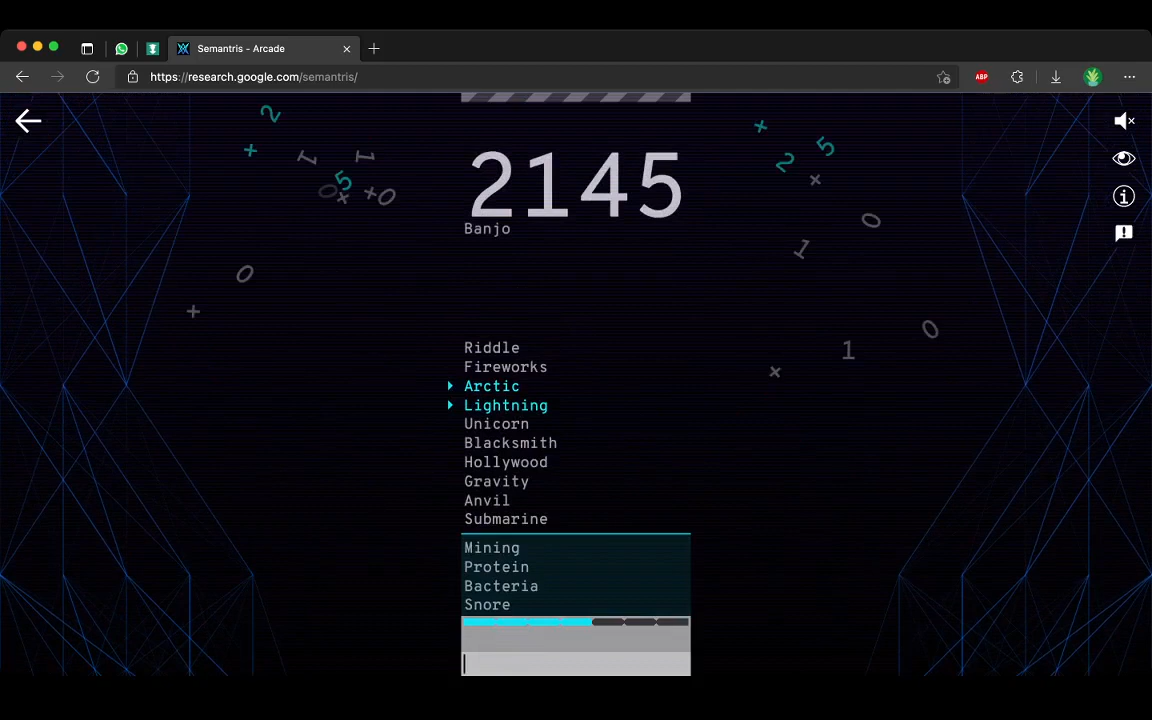 Semantris - Arcade
https://research.google.com/semantris/
ABP
2145
Banjo
Riddle
Fireworks
Arctic
Lightning
Unicorn
Blacksmith
Hollywood
Gravity
Anvil
Submarine
Mining
Protein
Bacteria
Snore